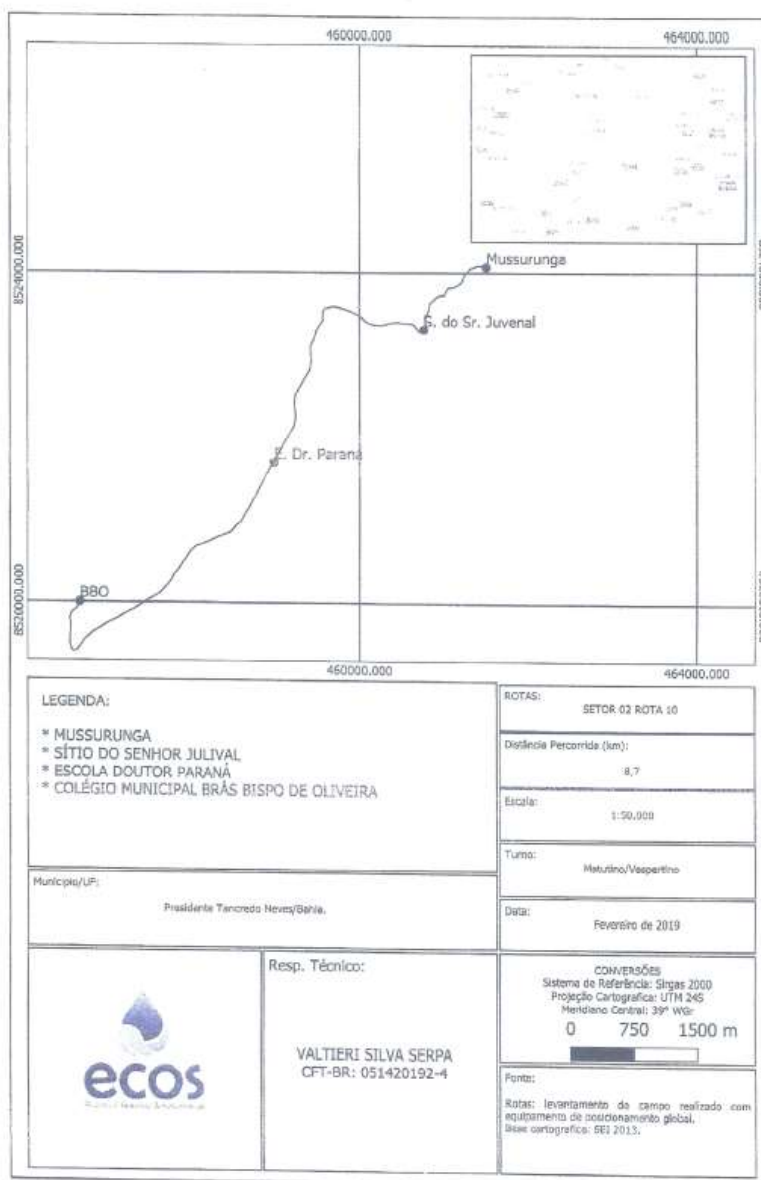 460000.000
464000.000
8524000.000
Mussurunga
S. do Sr. Juvenal
E. Dr. Paraná
BBO
8520000.000
460000.000
464000.000
LEGENDA:
* MUSSURUNGA
* SÍTIO DO SENHOR JULIVAL
* ESCOLA DOUTOR PARANÁ
* COLÉGIO MUNICIPAL BRÁS BISPO DE OLIVEIRA
ROTAS:
SETOR 02 ROTA 10
Distância Percorrida (km):
8,7
Escala:
1:50.000
Turno:
Matutino/Vespertino
Município/UF:
Presidente Tancredo Neves/Bahia.
Data:
Fevereiro de 2019
ecos
Resp. Técnico:
VALTIERI SILVA SERPA
CFT-BR: 051420192-4
CONVERSÕES
Sistema de Referência: Sirgas 2000
Projeção Cartografica: UTM 24S
Meridiano Central: 39° WGr
0 750 1500 m
Fonte:
Rotas: levantamento de campo realizado com
equipamento de posicionamento global.
Base cartografica: SEI 2013.